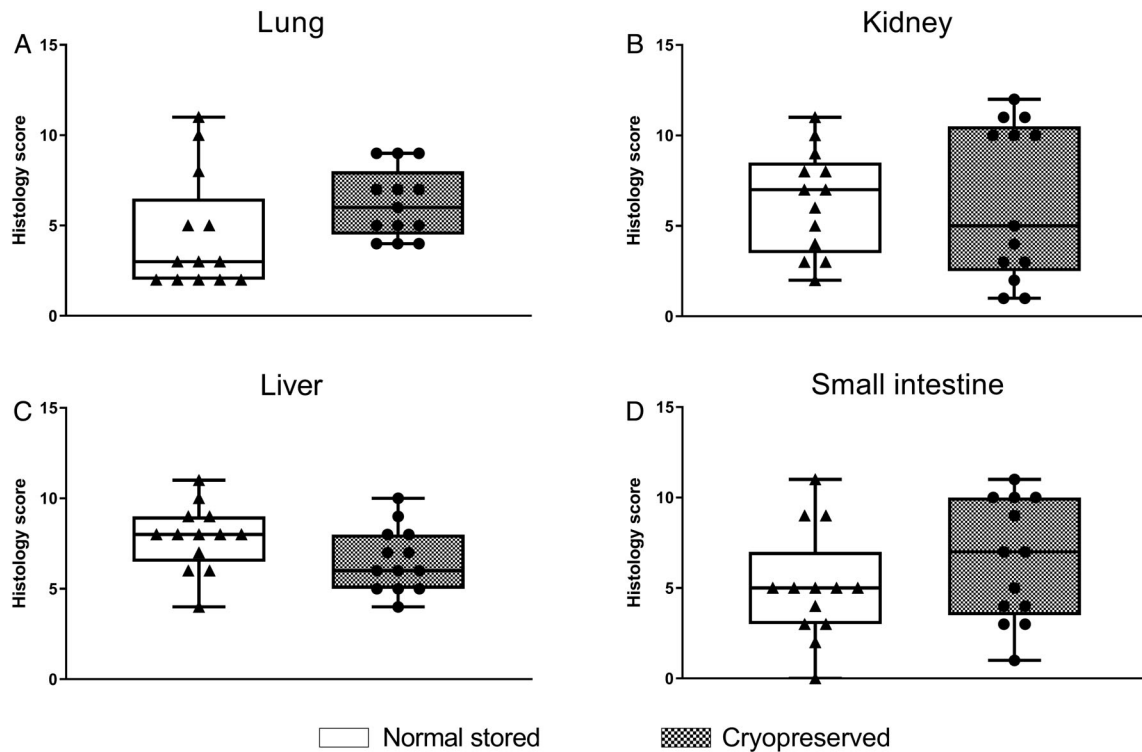 A
Lung
Histology score
15
10
5
0
B
Kidney
Histology score
15
10
5
0
C
Liver
Histology score
15
10
5
0
D
Small intestine
Histology score
15
10
5
0
Normal stored
Cryopreserved